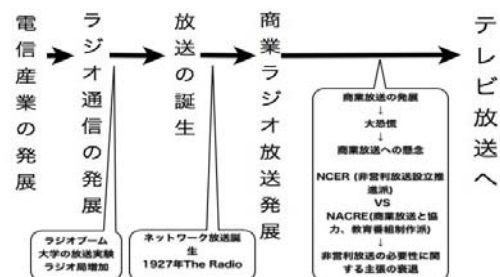 電信産業の発展
ラジオ通信の発展
放送の誕生
商業ラジオ放送発展
テレビ放送へ
ラジオブーム
大学の放送実験
ラジオ局増加
ネットワーク放送誕
生
1927年The Radio
商業放送の発展
↓
大恐慌
↓
商業放送への懸念
NCER (非営利放送設立推
進派)
VS
NACRE(商業放送と協
力、教育番組制作派)
↓
非営利放送の必要性に関
する主張の衰退